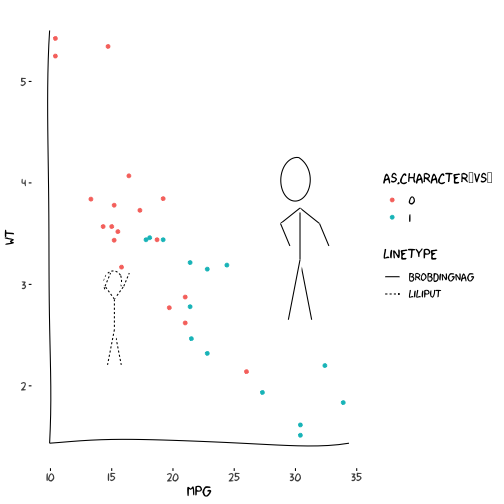 5
4
3
2
WT
10 15 20 25 30 35
MPG
AS.CHARACTER▯VS▯
0
1
LINETYPE
BROBDINGNAG
LILIPUT